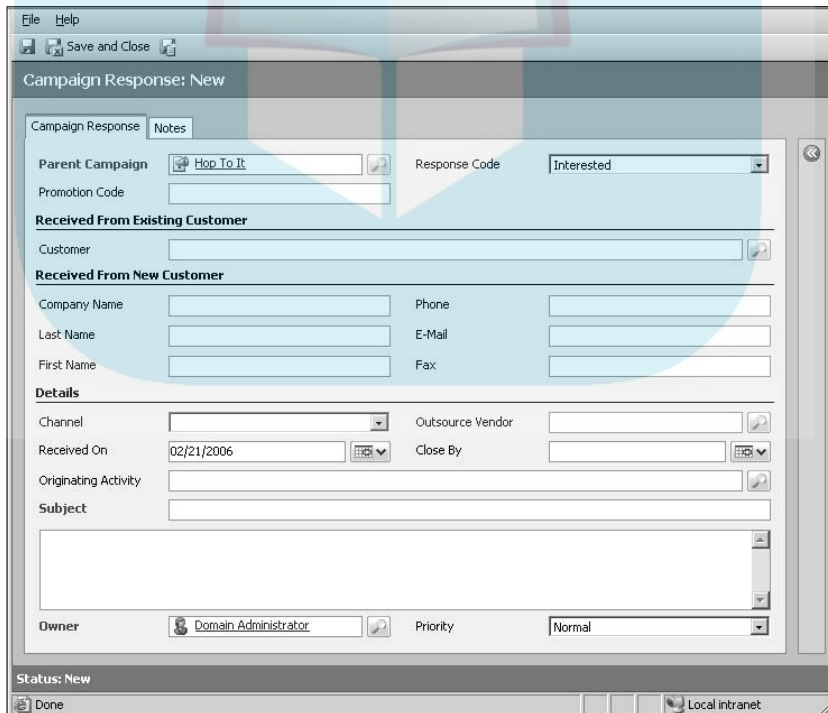 File Help
Save and Close
Campaign Response: New
Campaign Response Notes
Parent Campaign Hop To It Response Code Interested
Promotion Code
Received From Existing Customer
Customer
Received From New Customer
Company Name Phone
Last Name E-Mail
First Name Fax
Details
Channel Outsource Vendor
Received On 02/21/2006 Close By
Originating Activity
Subject
Owner Domain Administrator Priority Normal
Status: New
Done Local intranet